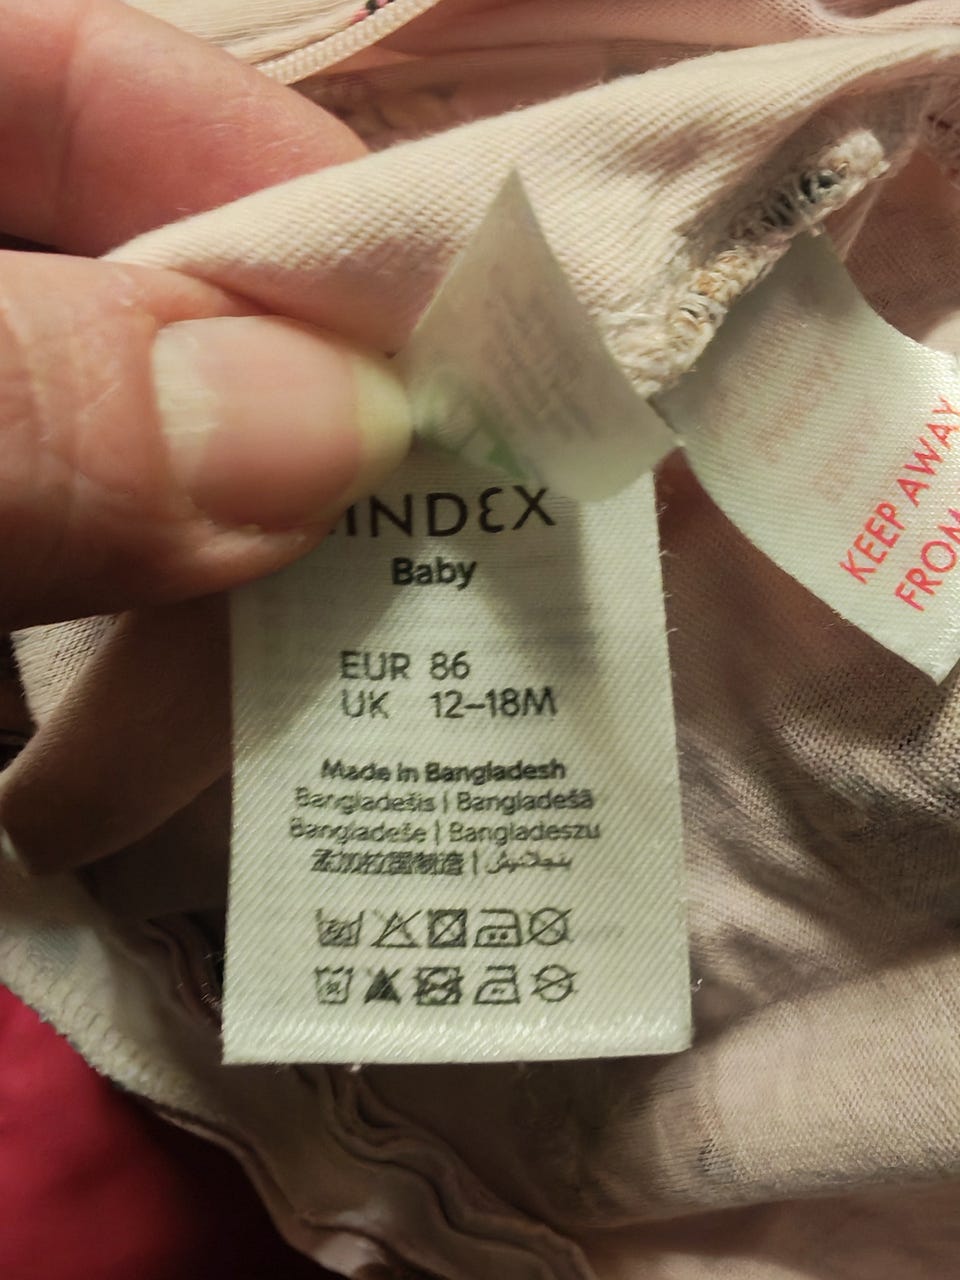 INDEX
Baby
EUR 86
UK 12–18M
Made in Bangladesh
Bangladešis | Bangladešā
Bangladeše | Bangladeszu
孟加拉国制造 | بنجلاديش
KEEP AWAY
FROM